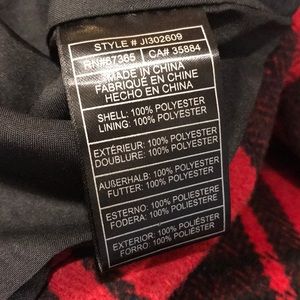 STYLE # JI302609
RN#67365 CA# 35884
MADE IN CHINA
FABRIQUÉ EN CHINE
HECHO EN CHINA
SHELL: 100% POLYESTER
LINING: 100% POLYESTER
EXTÉRIEUR: 100% POLYESTER
DOUBLURE: 100% POLYESTER
AUßERHALB: 100% POLYESTER
FUTTER: 100% POLYESTER
ESTERNO: 100% POLIESTERE
FODERA: 100% POLIESTERE
EXTERIOR: 100% POLIÉSTER
FORRO: 100% POLIÉSTER